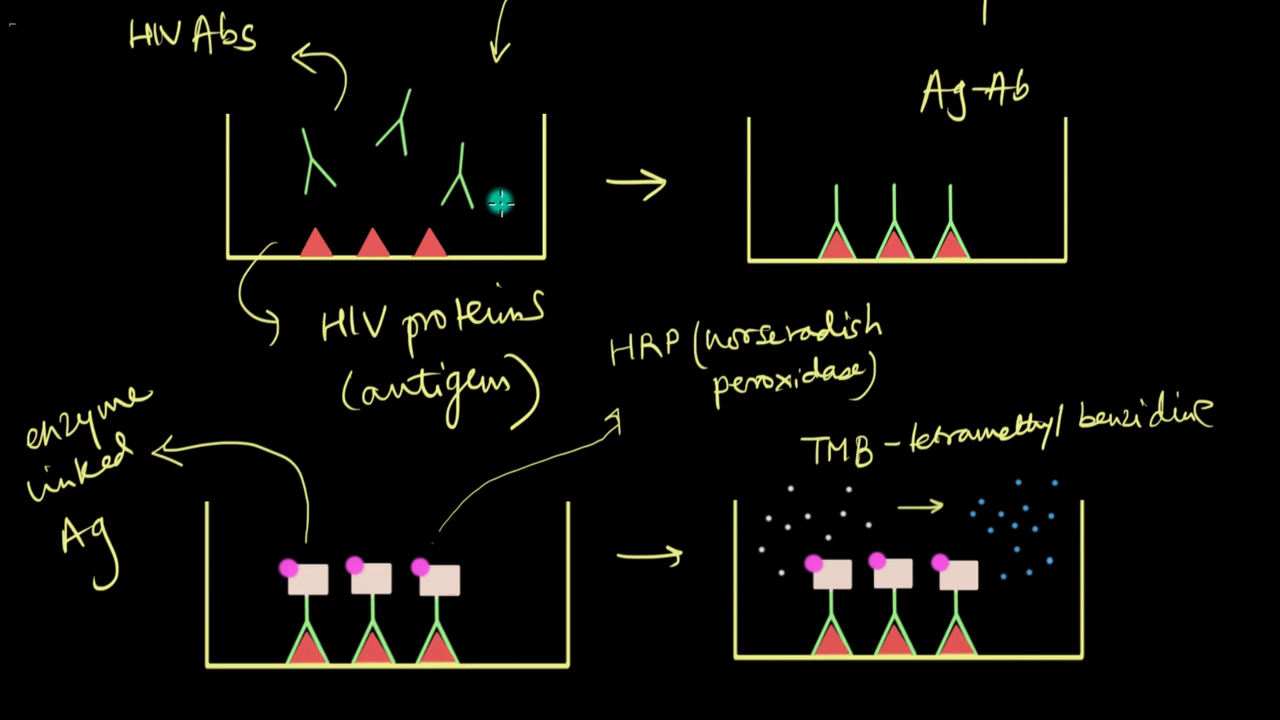 HIV Abs
Ag-Ab
HIV proteins
(antigens)
HRP (horseradish
peroxidase)
enzyme
linked
Ag
TMB - tetramethyl benzidine